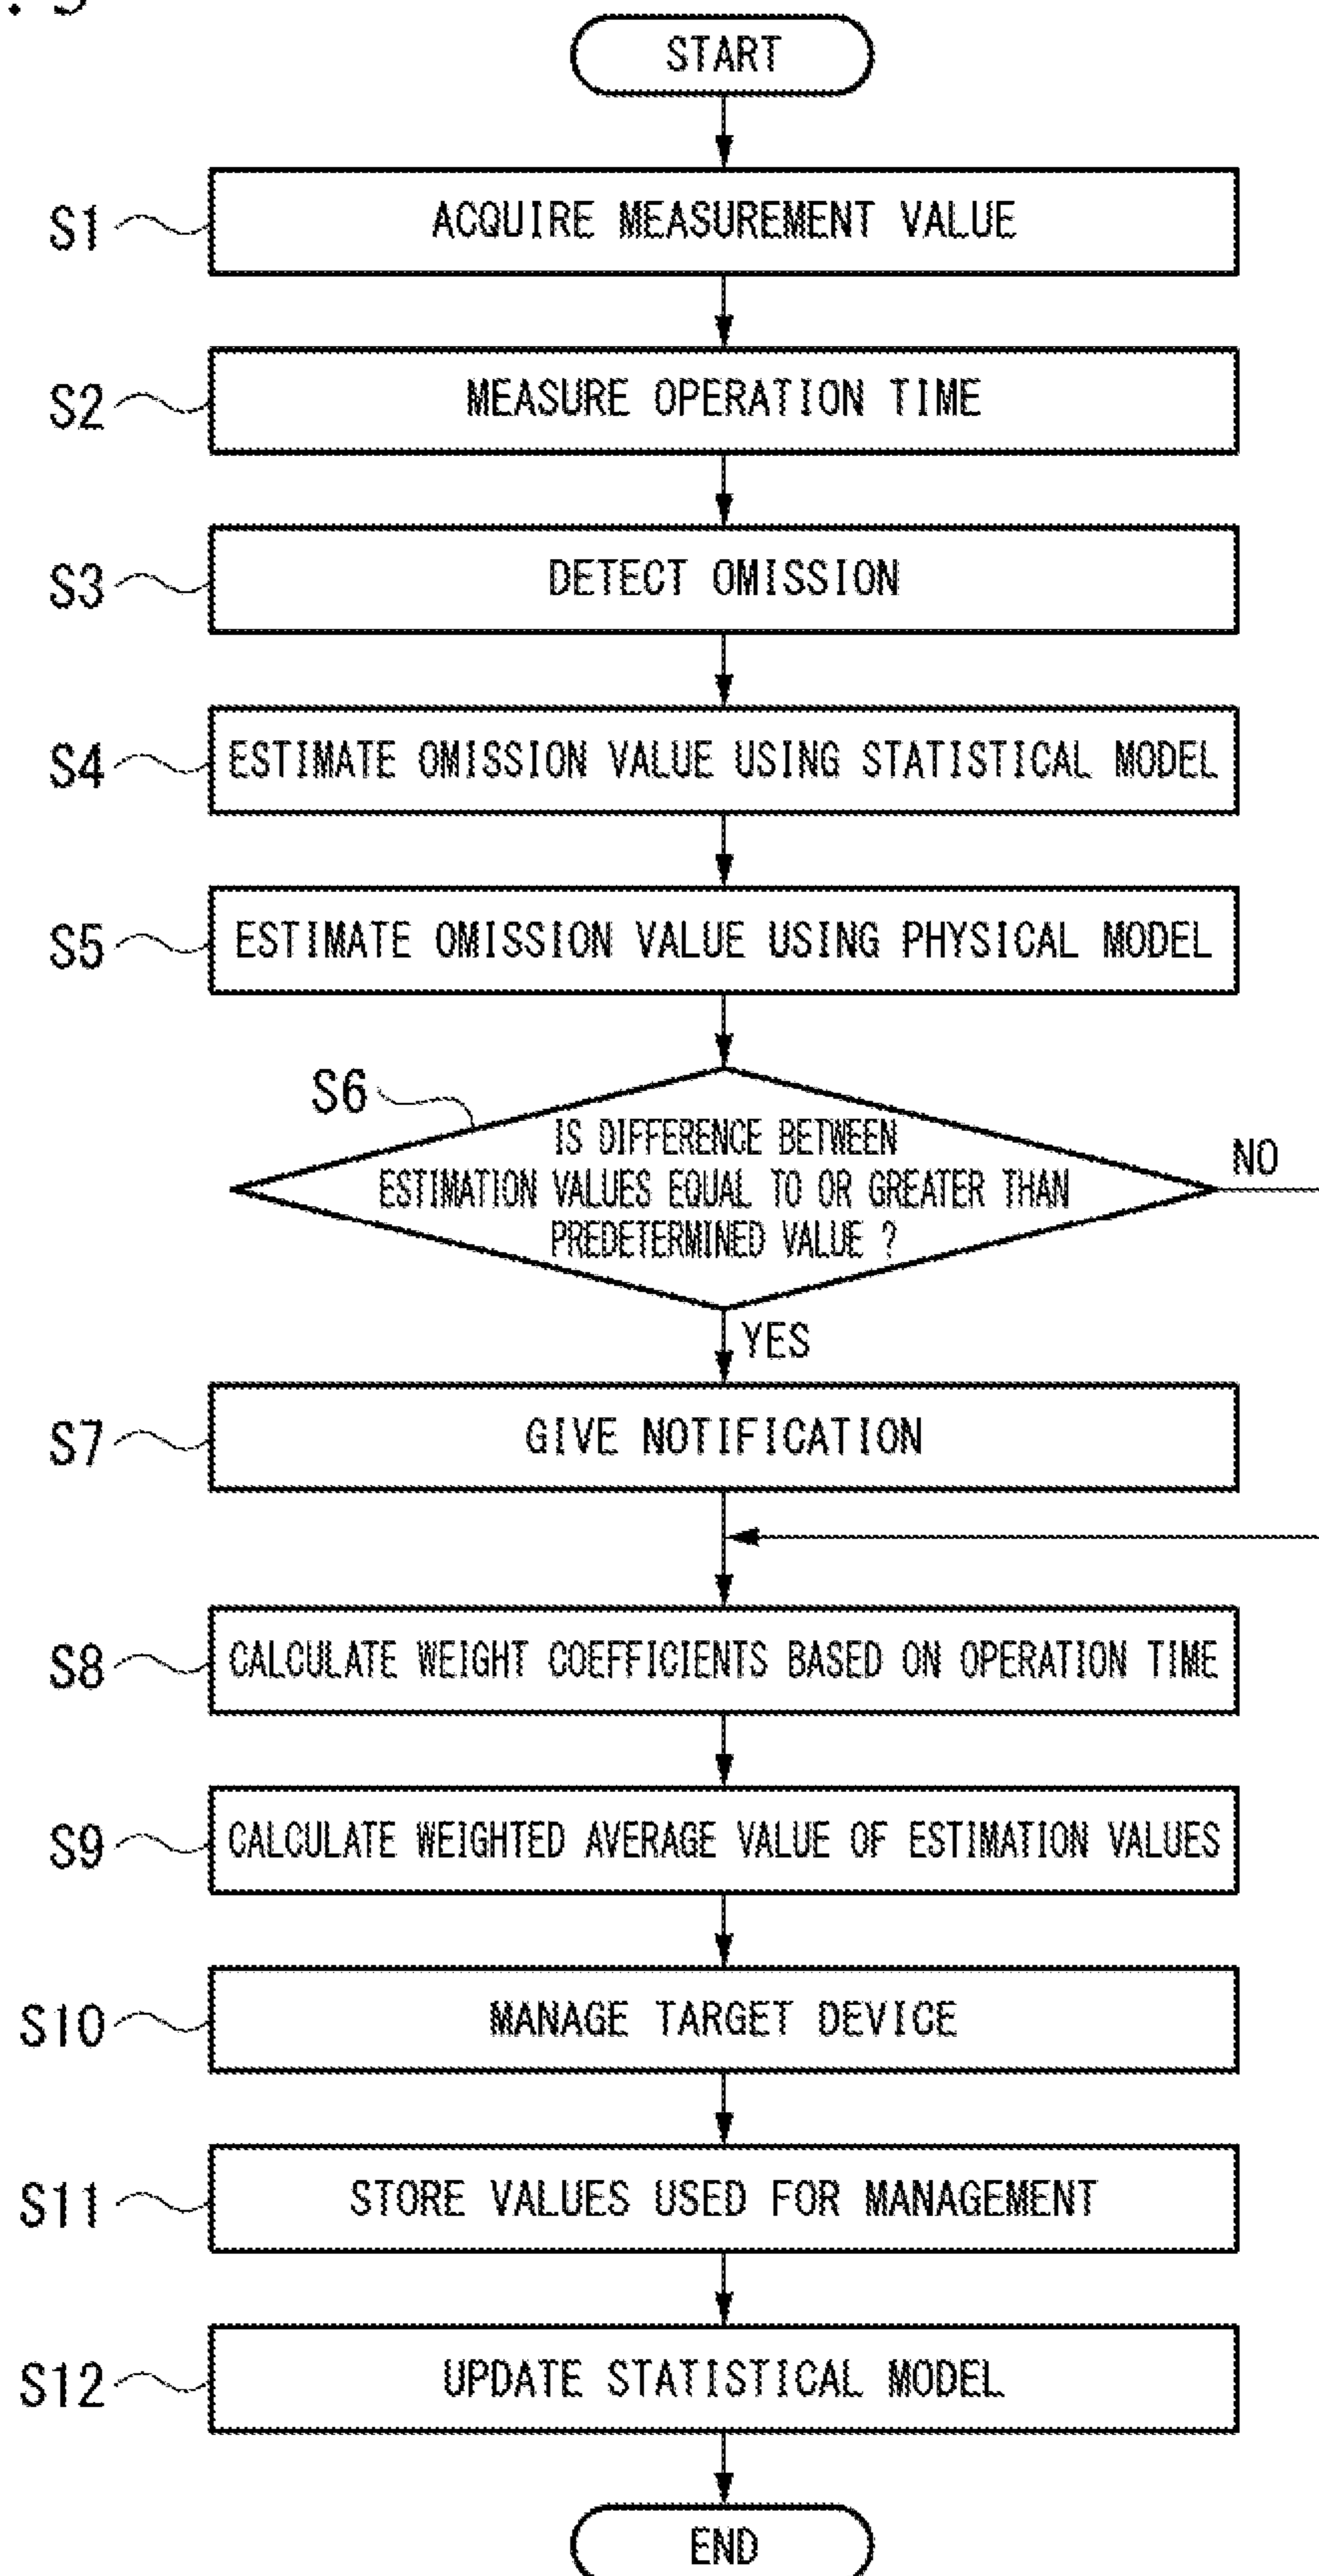 START
S1
ACQUIRE MEASUREMENT VALUE
S2
MEASURE OPERATION TIME
S3
DETECT OMISSION
S4
ESTIMATE OMISSION VALUE USING STATISTICAL MODEL
S5
ESTIMATE OMISSION VALUE USING PHYSICAL MODEL
S6
IS DIFFERENCE BETWEEN
ESTIMATION VALUES EQUAL TO OR GREATER THAN
PREDETERMINED VALUE ?
NO
YES
S7
GIVE NOTIFICATION
S8
CALCULATE WEIGHT COEFFICIENTS BASED ON OPERATION TIME
S9
CALCULATE WEIGHTED AVERAGE VALUE OF ESTIMATION VALUES
S10
MANAGE TARGET DEVICE
S11
STORE VALUES USED FOR MANAGEMENT
S12
UPDATE STATISTICAL MODEL
END